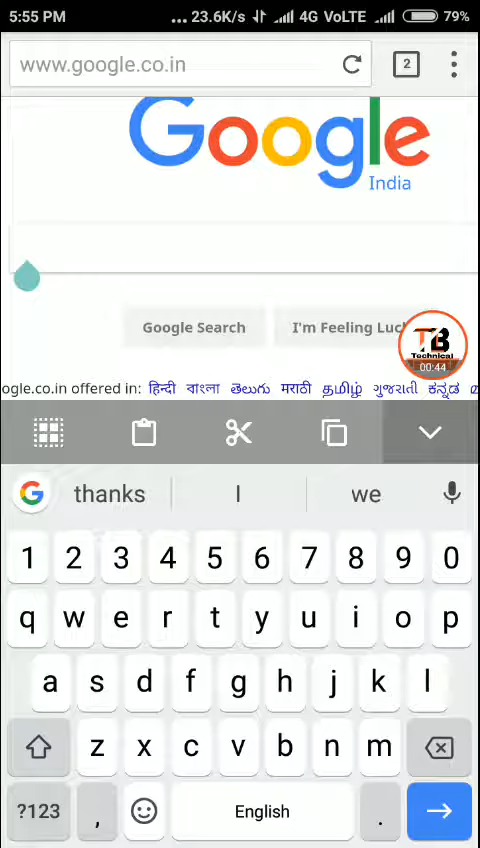 5:55 PM ... 23.6K/s 4G VoLTE 79%
www.google.co.in 2
Google
India
Google Search I'm Feeling Luc
TB
Technical
00:44
ogle.co.in offered in: हिन्दी বাংলা తెలుగు मराठी தமிழ் ગુજરાતી ಕನ್ನಡ
G thanks I we
1 2 3 4 5 6 7 8 9 0
q w e r t y u i o p
a s d f g h j k l
z x c v b n m
?123 , English .